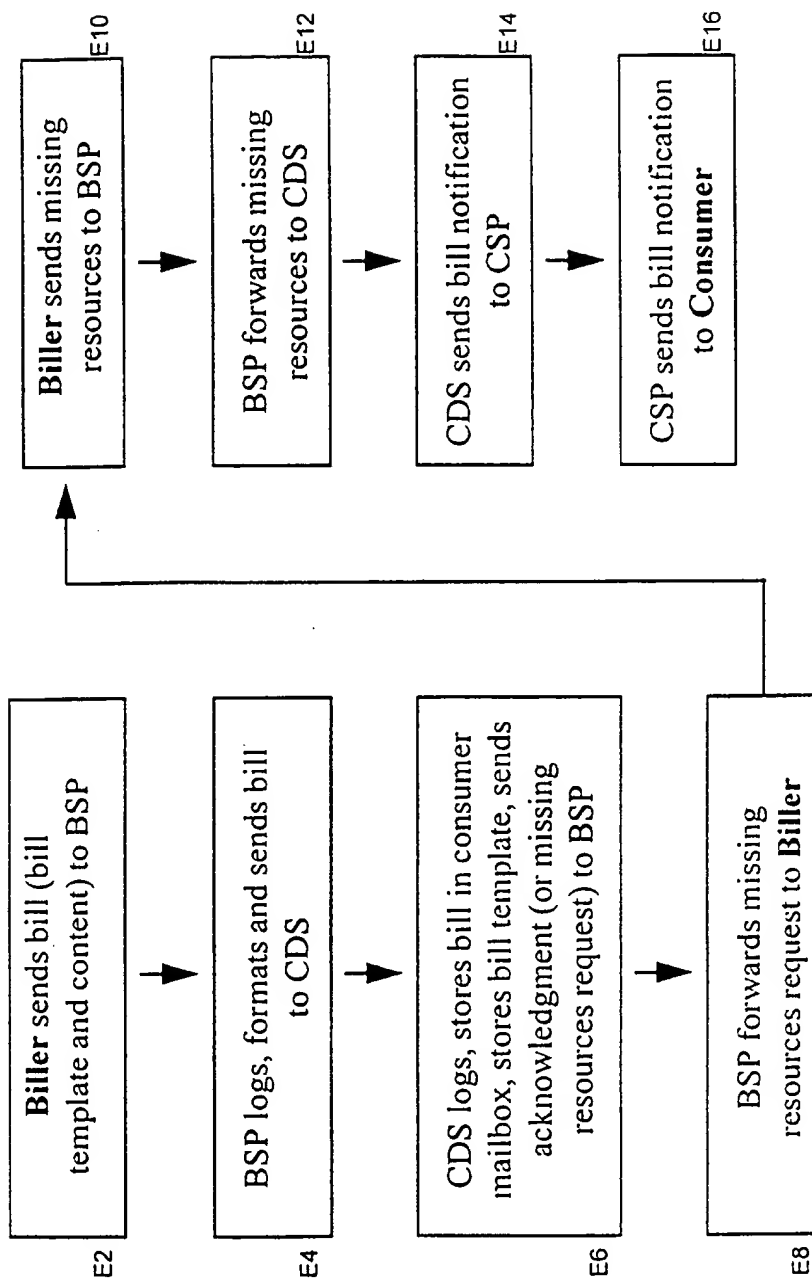 E2
Biller sends bill (bill
template and content) to BSP
E4
BSP logs, formats and sends bill
to CDS
E6
CDS logs, stores bill in consumer
mailbox, stores bill template, sends
acknowledgment (or missing
resources request) to BSP
E8
BSP forwards missing
resources request to Biller
Biller sends missing
resources to BSP
E10
BSP forwards missing
resources to CDS
E12
CDS sends bill notification
to CSP
E14
CSP sends bill notification
to Consumer
E16